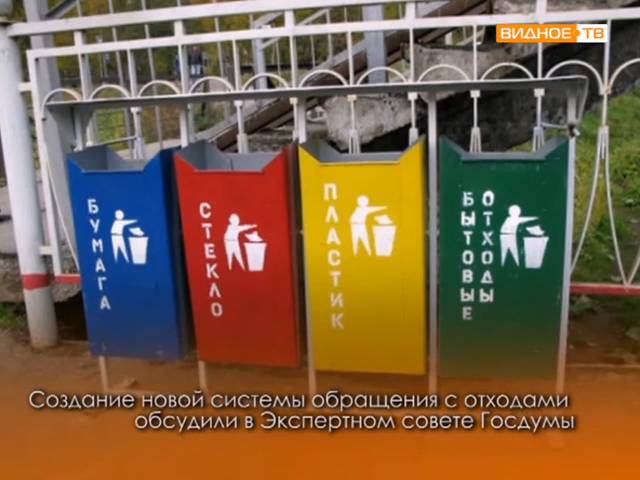 ВИДНОЕ ТВ
БУМАГА
СТЕКЛО
ПЛАСТИК
БЫТОВЫЕ
ОТХОДЫ
Создание новой системы обращения с отходами
обсудили в Экспертном совете Госдумы